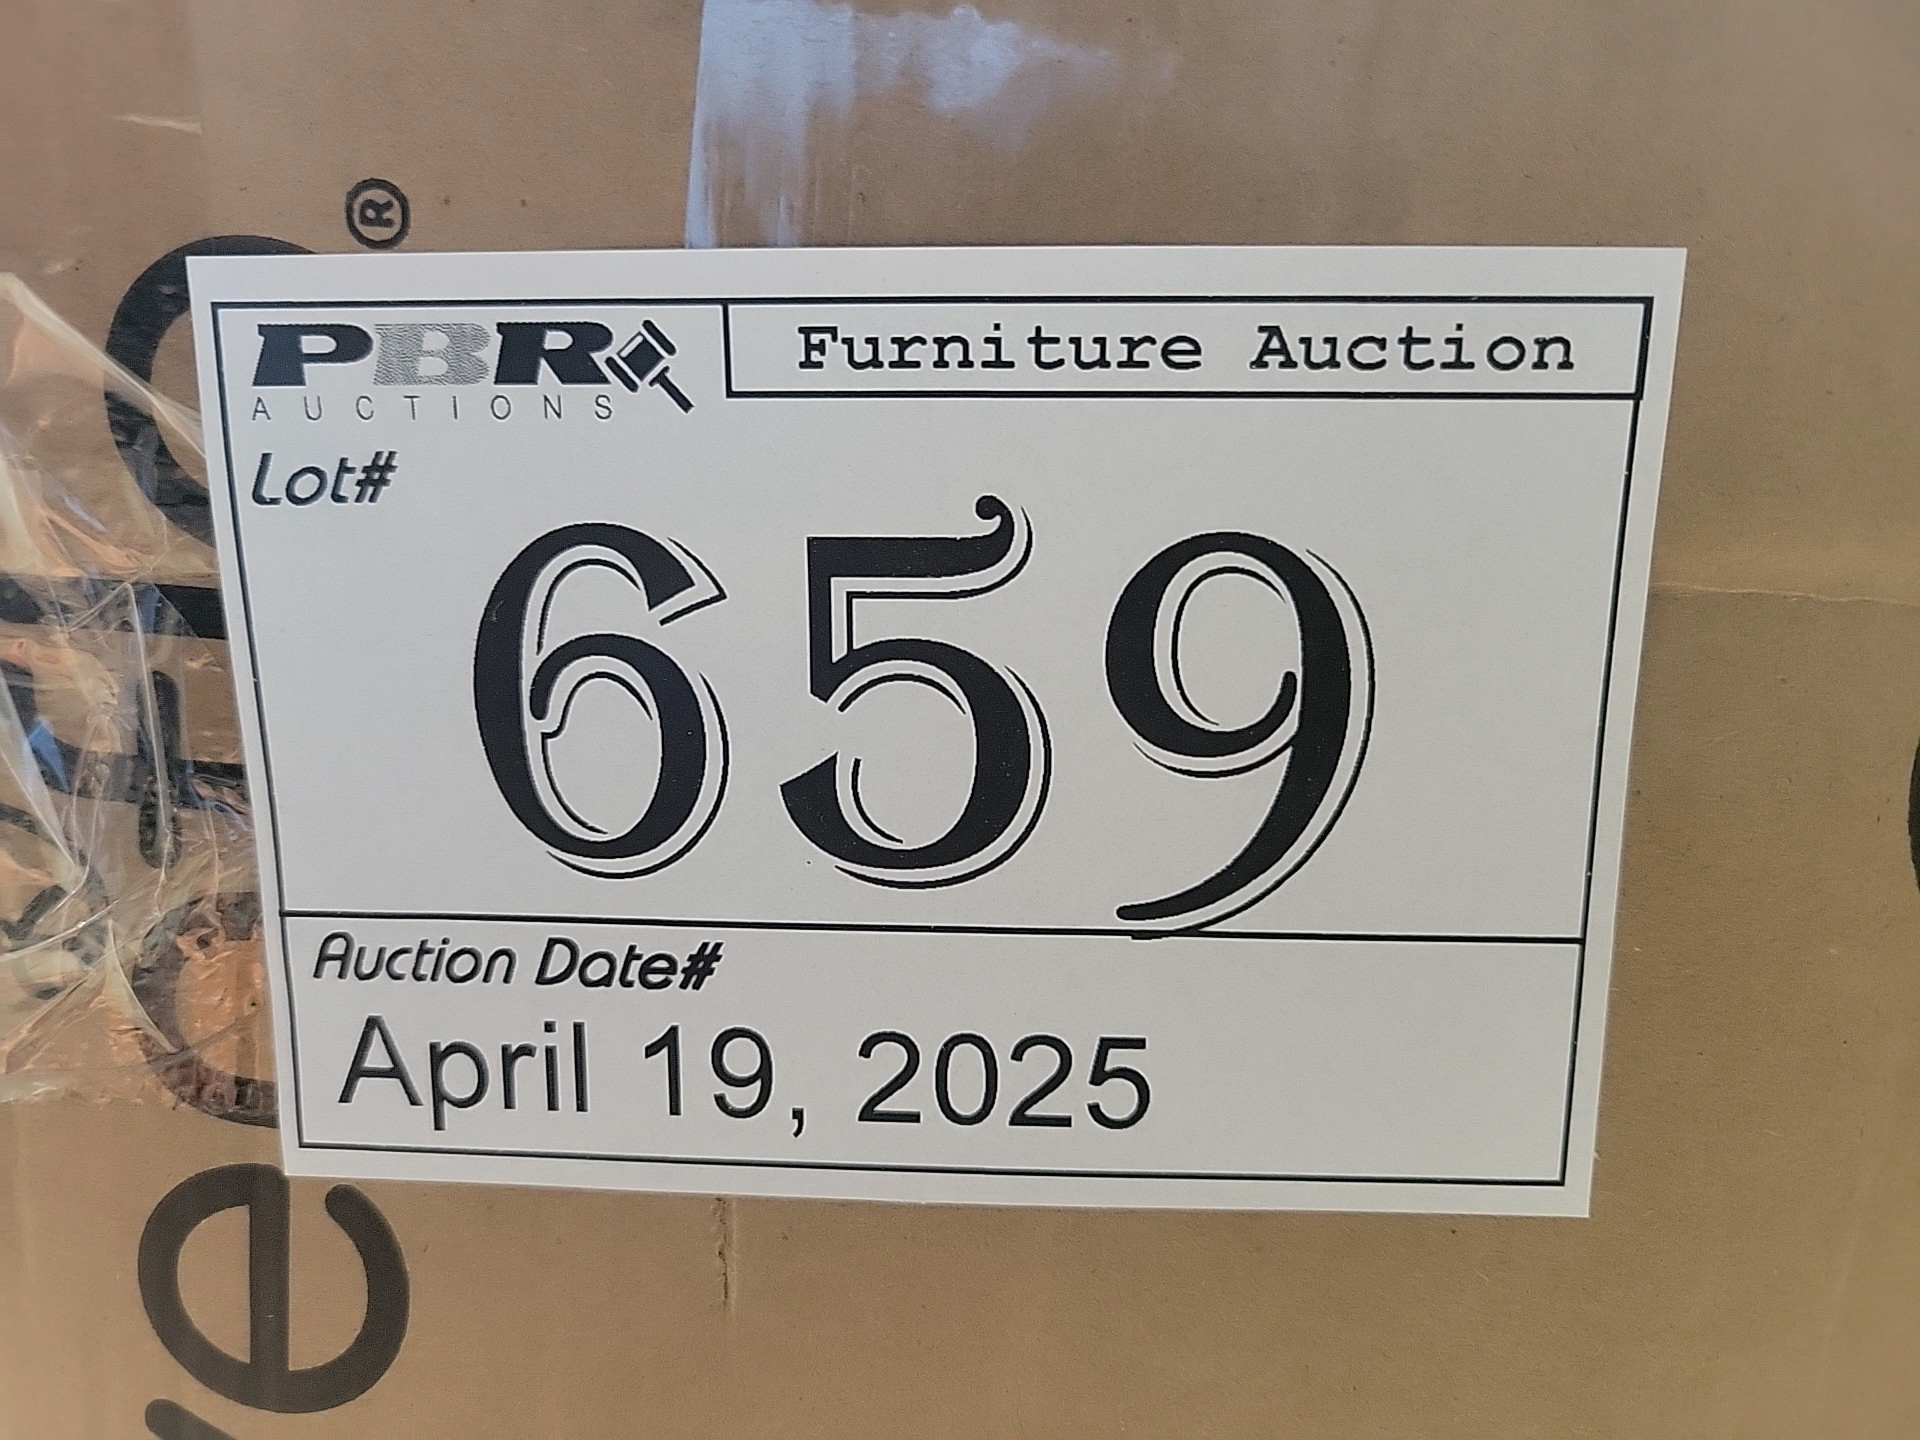 PBR
AUCTIONS
Furniture Auction
Lot#
659
Auction Date#
April 19, 2025
®
e